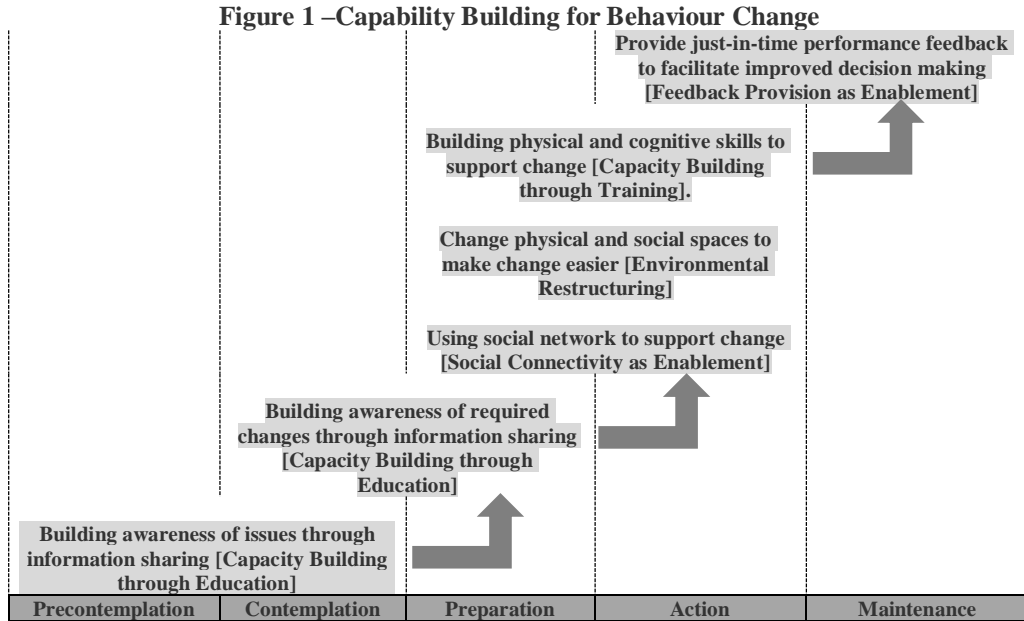 Figure 1 –Capability Building for Behaviour Change
Provide just-in-time performance feedback
to facilitate improved decision making
[Feedback Provision as Enablement]
Building physical and cognitive skills to
support change [Capacity Building
through Training].
Change physical and social spaces to
make change easier [Environmental
Restructuring]
Using social network to support change
[Social Connectivity as Enablement]
Building awareness of required
changes through information sharing
[Capacity Building through
Education]
Building awareness of issues through
information sharing [Capacity Building
through Education]
Precontemplation Contemplation Preparation Action Maintenance